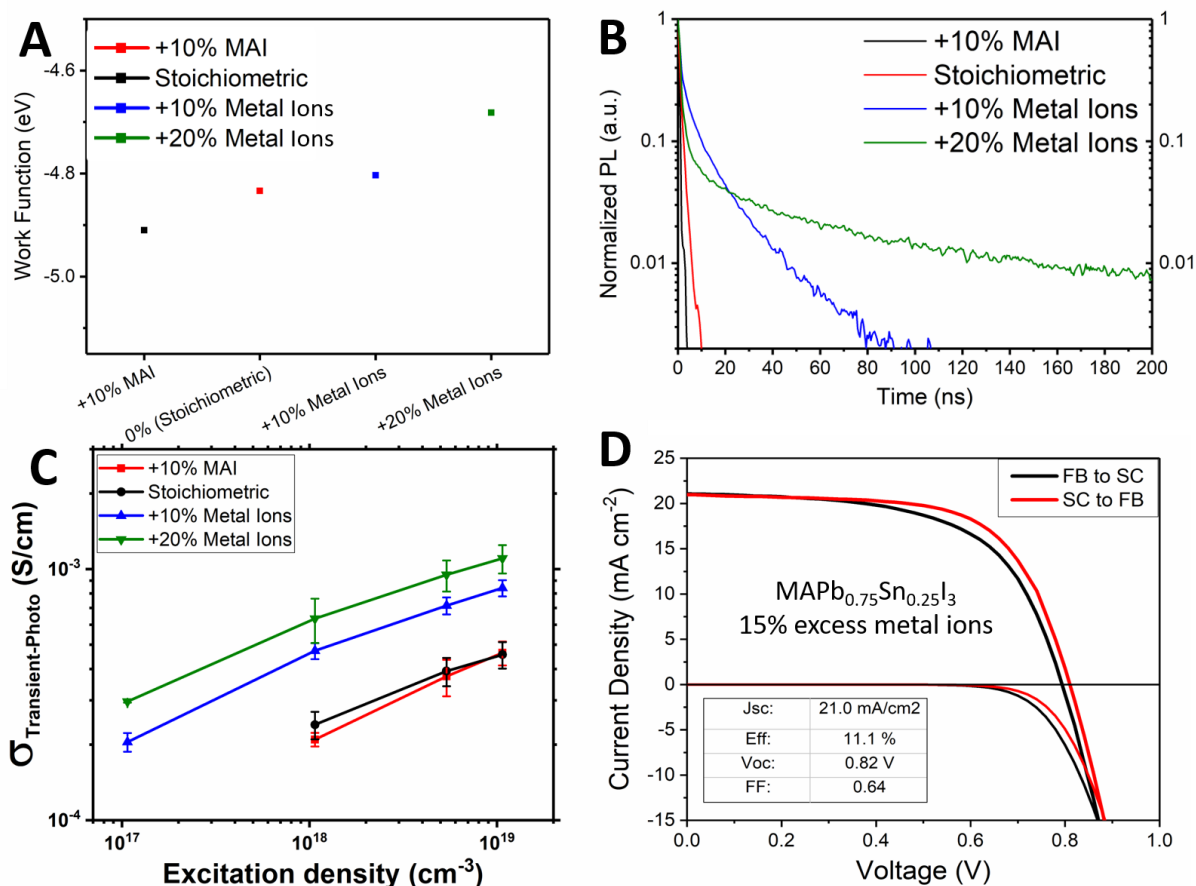 A
+10% MAI
Stoichiometric
+10% Metal Ions
+20% Metal Ions
Work Function (eV)
-4.6
-4.8
-5.0
+10% MAI
0% (Stoichiometric)
+10% Metal Ions
+20% Metal Ions
B
+10% MAI
Stoichiometric
+10% Metal Ions
+20% Metal Ions
Normalized PL (a.u.)
1
0.1
0.01
1
0.1
0.01
0 20 40 60 80 100 120 140 160 180 200
Time (ns)
C
+10% MAI
Stoichiometric
+10% Metal Ions
+20% Metal Ions
σTransient-Photo (S/cm)
10⁻³
10⁻⁴
10¹⁷ 10¹⁸ 10¹⁹
Excitation density (cm⁻³)
D
FB to SC
SC to FB
Current Density (mA cm⁻²)
25
20
15
10
5
0
-5
-10
-15
MAPb₀.₇₅Sn₀.₂₅I₃
15% excess metal ions
Jsc: 21.0 mA/cm2
Eff: 11.1 %
Voc: 0.82 V
FF: 0.64
0.0 0.2 0.4 0.6 0.8 1.0
Voltage (V)